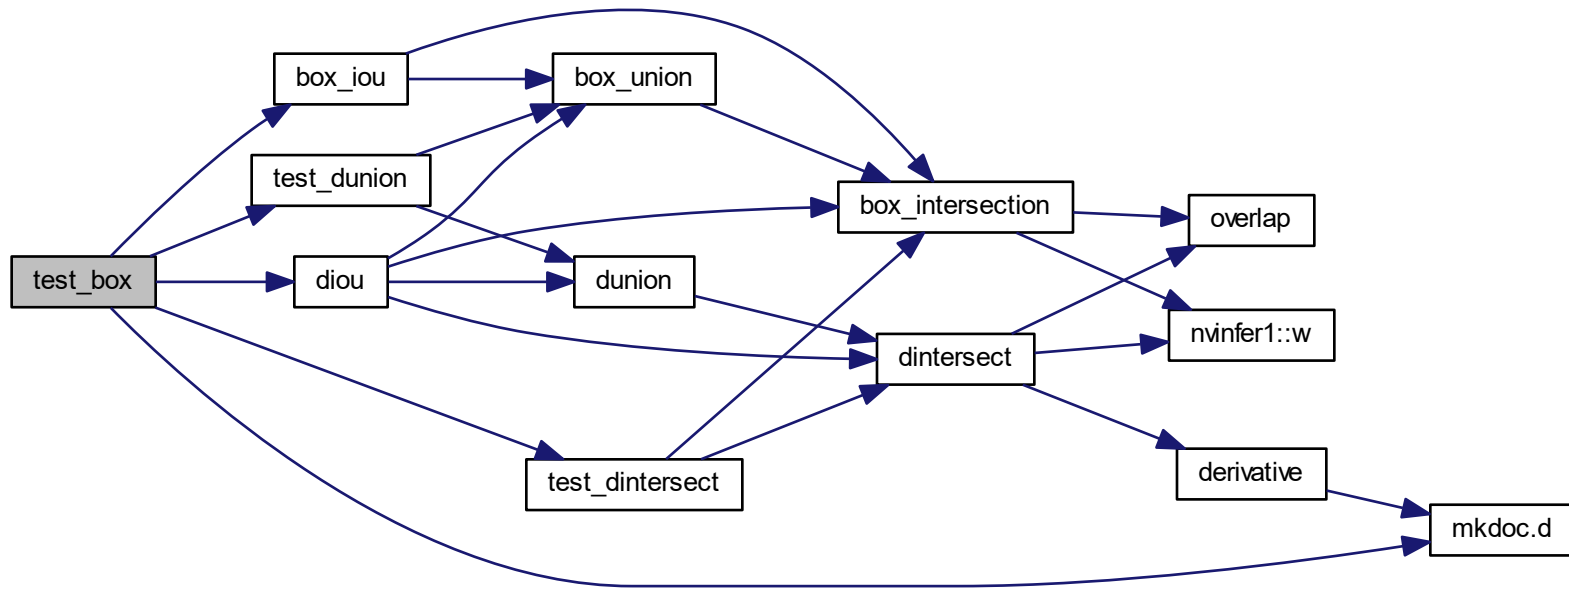 box_iou
box_union
test_dunion
box_intersection
overlap
test_box
diou
dunion
nvinfer1::w
dintersect
derivative
test_dintersect
mkdoc.d